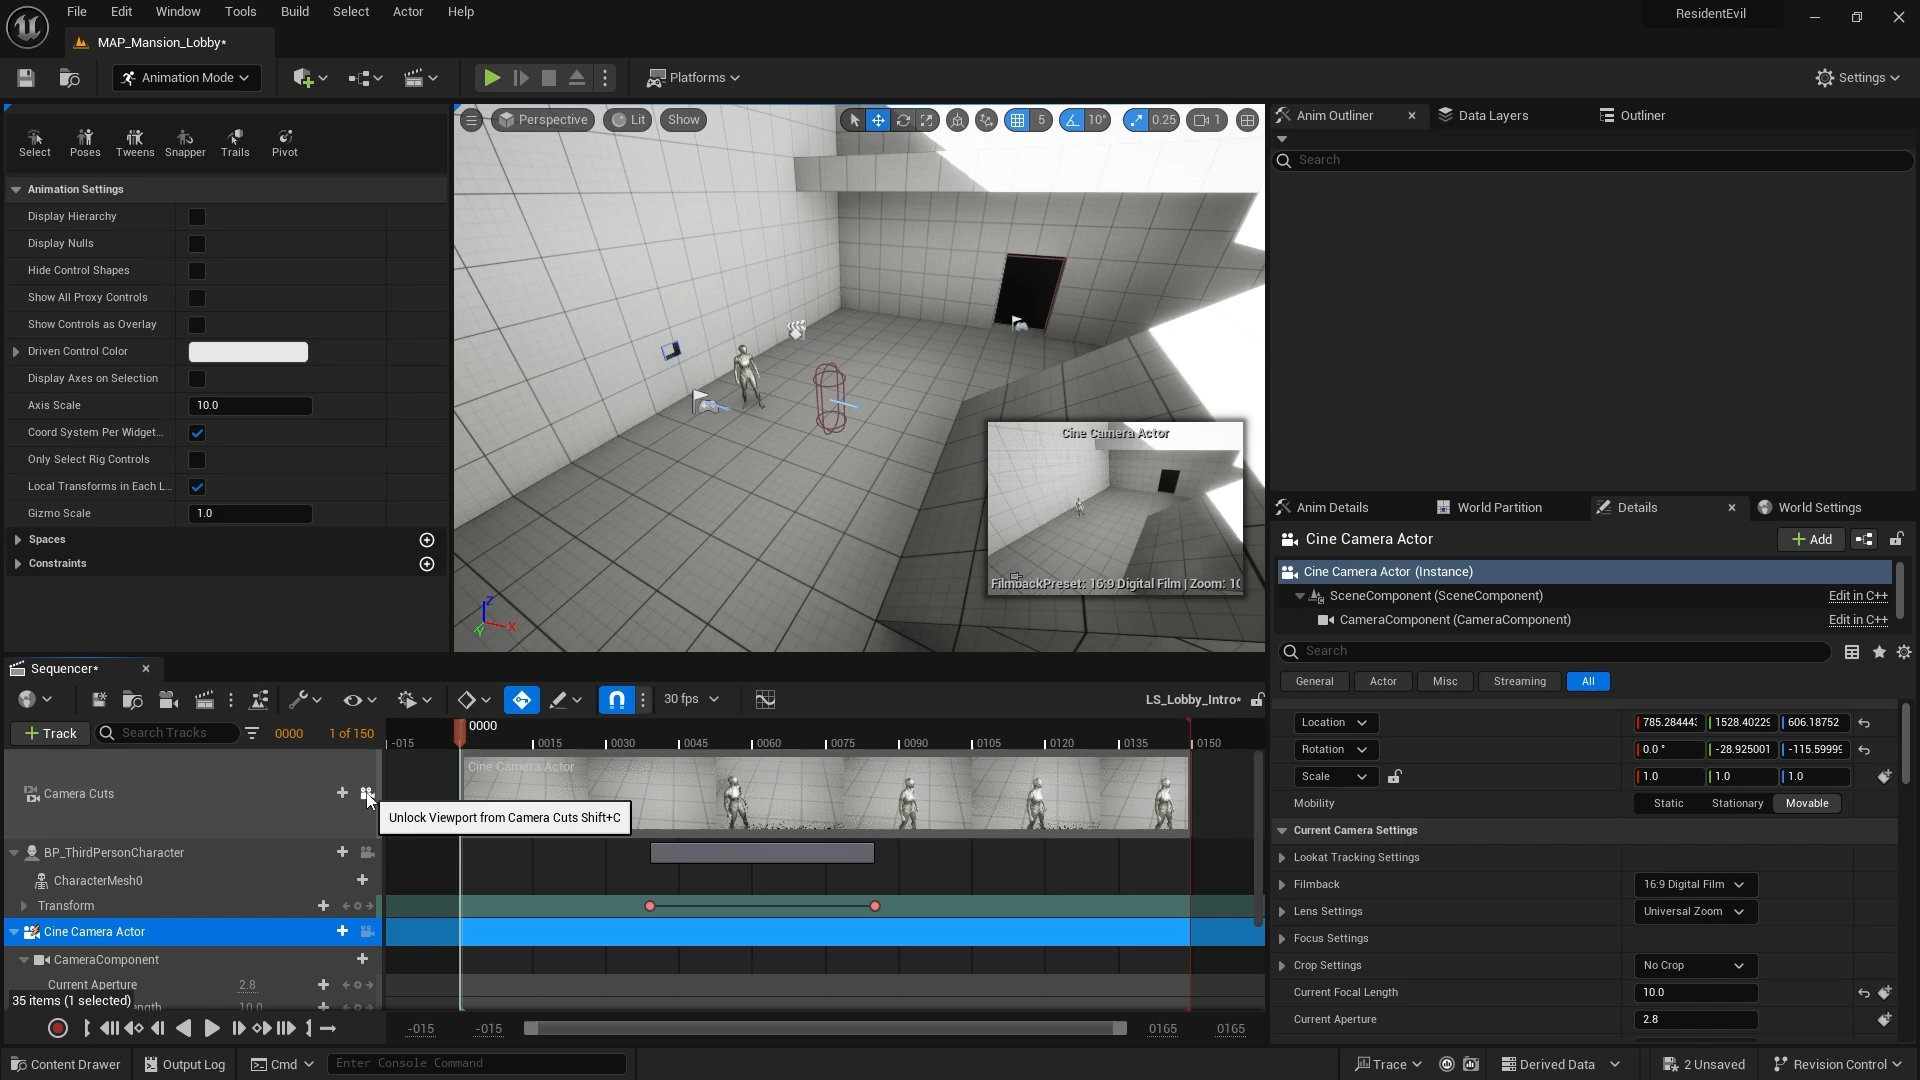 File Edit Window Tools Build Select Actor Help
ResidentEvil
MAP_Mansion_Lobby*
Animation Mode
Platforms
Settings
Select Poses Tweens Snapper Trails Pivot
Animation Settings
Display Hierarchy
Display Nulls
Hide Control Shapes
Show All Proxy Controls
Show Controls as Overlay
Driven Control Color
Display Axes on Selection
Axis Scale 10.0
Coord System Per Widget...
Only Select Rig Controls
Local Transforms in Each L...
Gizmo Scale 1.0
Spaces
Constraints
Perspective Lit Show
5 10° 0.25 1
Cine Camera Actor
FilmbackPreset: 16:9 Digital Film | Zoom: 10
Z
X
Y
Anim Outliner Data Layers Outliner
Search
Anim Details World Partition Details World Settings
Cine Camera Actor
Add
Cine Camera Actor (Instance)
SceneComponent (SceneComponent) Edit in C++
CameraComponent (CameraComponent) Edit in C++
Search
General Actor Misc Streaming All
Location 785.28444 1528.40229 606.18752
Rotation 0.0 ° -28.925001 -115.59999
Scale 1.0 1.0 1.0
Mobility Static Stationary Movable
Current Camera Settings
Lookat Tracking Settings
Filmback 16:9 Digital Film
Lens Settings Universal Zoom
Focus Settings
Crop Settings No Crop
Current Focal Length 10.0
Current Aperture 2.8
Sequencer*
30 fps
LS_Lobby_Intro*
Track
Search Tracks
0000 1 of 150
0000
-015 0015 0030 0045 0060 0075 0090 0105 0120 0135 0150
Cine Camera Actor
Camera Cuts
Unlock Viewport from Camera Cuts Shift+C
BP_ThirdPersonCharacter
CharacterMesh0
Transform
Cine Camera Actor
CameraComponent
Current Aperture 2.8
35 items (1 selected)
ngth 10.0
-015 -015 0165 0165
Content Drawer Output Log Cmd Enter Console Command
Trace Derived Data 2 Unsaved Revision Control